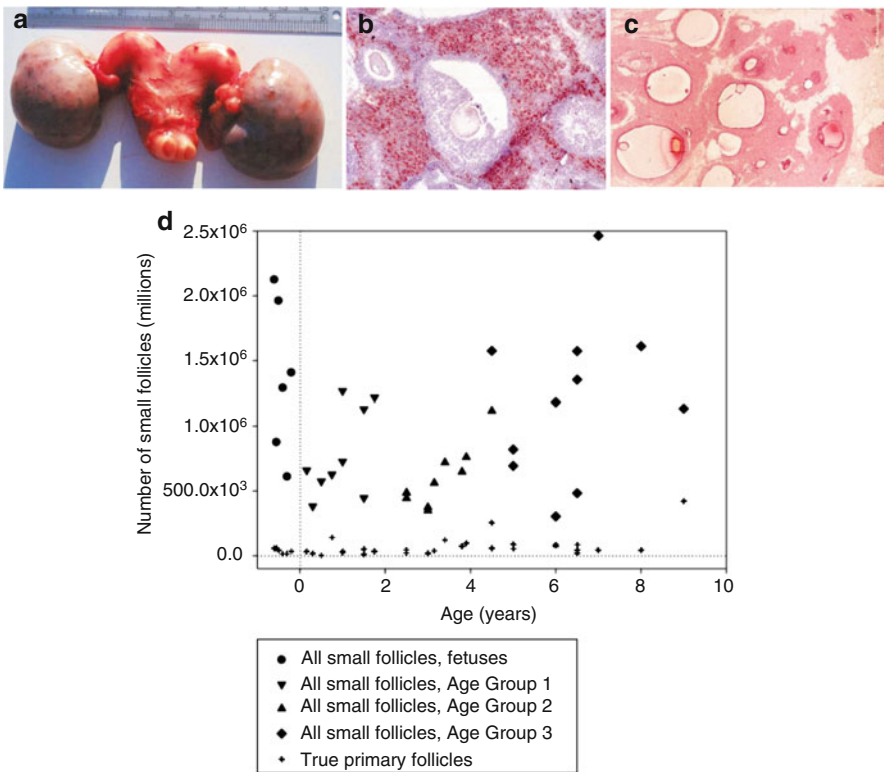 a
b
c
d
Number of small follicles (millions)
2.5x10⁶
2.0x10⁶
1.5x10⁶
1.0x10⁶
500.0x10³
0.0
0 2 4 6 8 10
Age (years)
All small follicles, fetuses
All small follicles, Age Group 1
All small follicles, Age Group 2
All small follicles, Age Group 3
True primary follicles